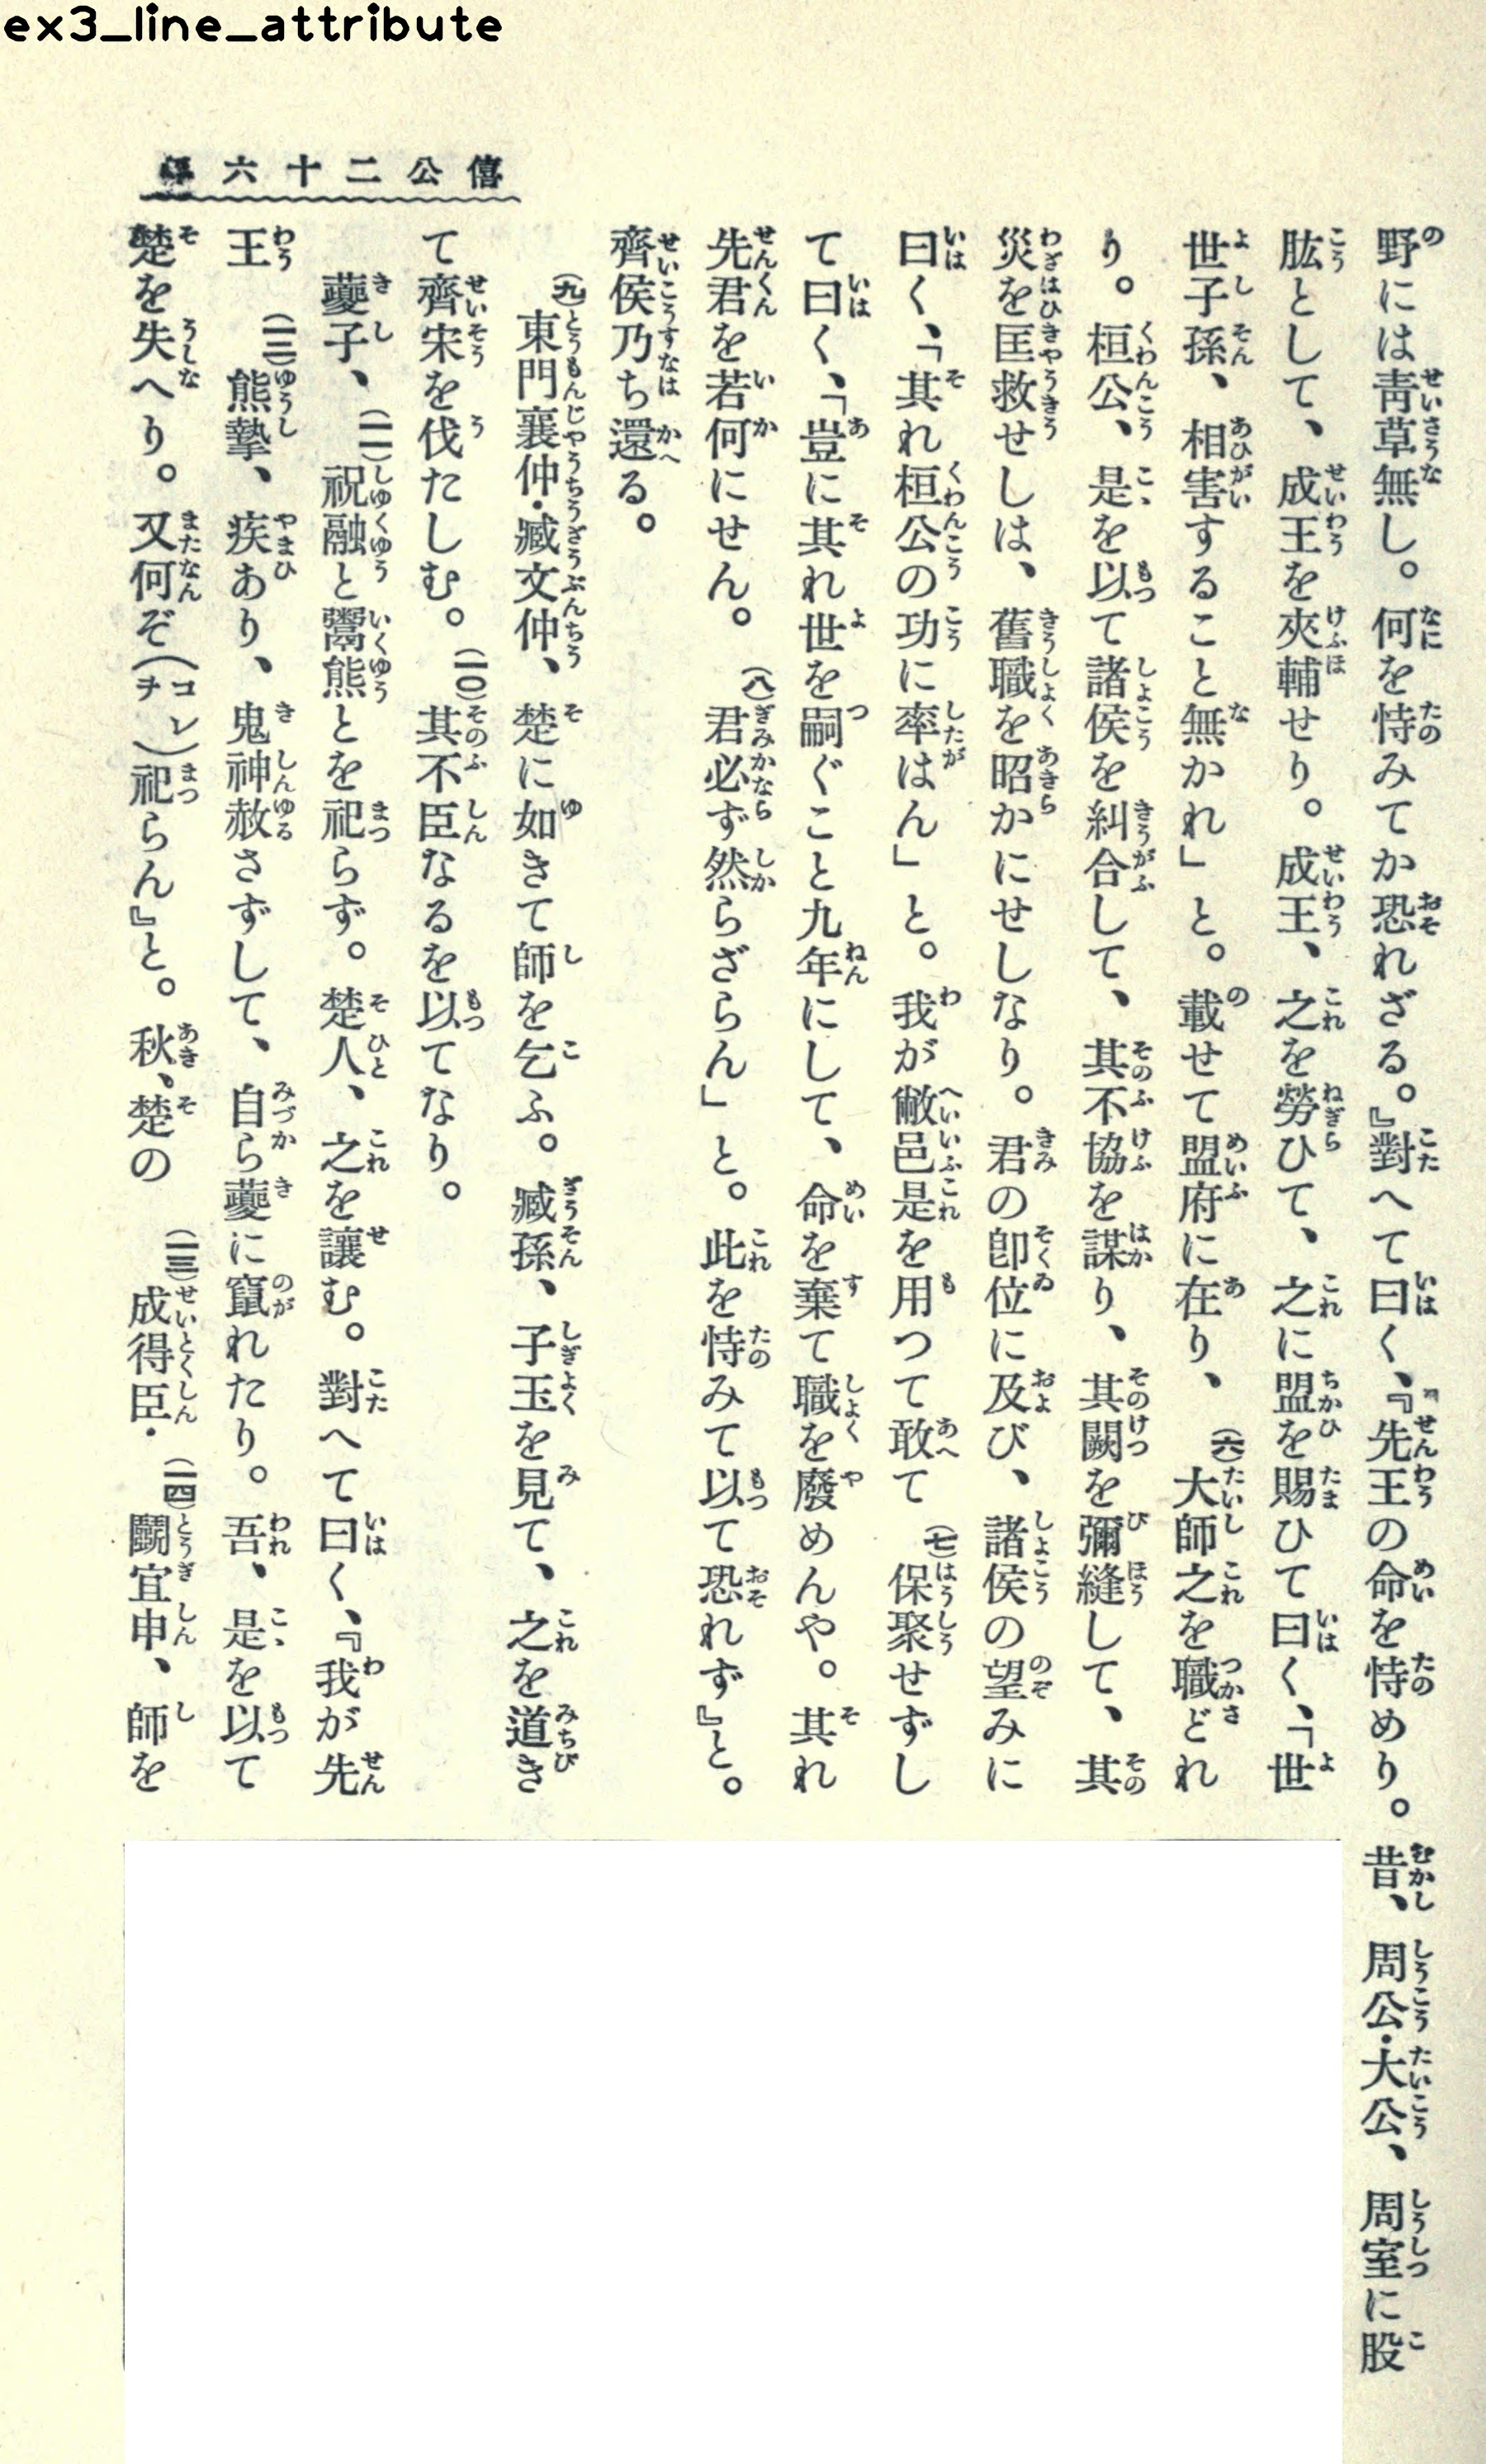 ex3_line_attribute
僖公二十六年
野には靑草無し。何を恃みてか恐れざる。』對へて曰く、『先王の命を恃めり。昔、周公・大公、周室に股
肱として、成王を夾輔せり。成王、之を勞ひて、之に盟を賜ひて曰く、「世
世子孫、相害すること無かれ」と。載せて盟府に在り、(六)大師之を職どれ
り。桓公、是を以て諸侯を糾合して、其不協を謀り、其闕を彌縫して、其
災を匡救せしは、舊職を昭かにせしなり。君の卽位に及び、諸侯の望みに
曰く、「其れ桓公の功に率はん」と。我が敝邑是を用つて敢て(七)保聚せずし
て曰く、「豈に其れ世を嗣ぐこと九年にして、命を棄て職を廢めんや。其れ
先君を若何にせん。(八)君必ず然らざらん」と。此を恃みて以て恐れず』と。
齊侯乃ち還る。
(九)東門襄仲・臧文仲、楚に如きて師を乞ふ。臧孫、子玉を見て、之を道き
て齊宋を伐たしむ。(一〇)其不臣なるを以てなり。
夔子、(一一)祝融と鬻熊とを祀らず。楚人、之を讓む。對へて曰く、『我が先
王(一二)熊摯、疾あり、鬼神赦さずして、自ら夔に竄れたり。吾、是を以て
楚を失へり。又何ぞ(コレヲ)祀らん』と。秋、楚の(一三)成得臣・(一四)鬭宜申、師を